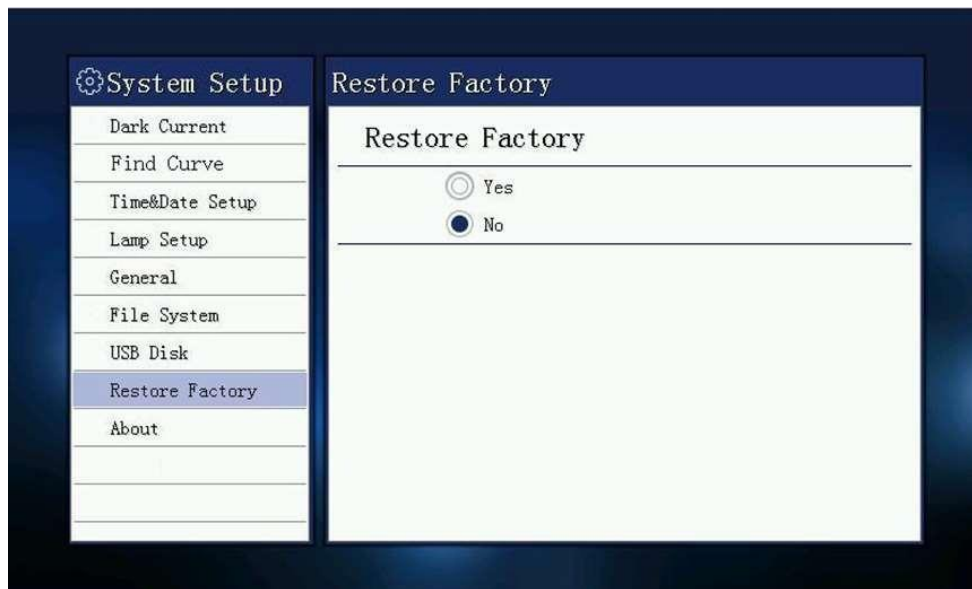 System Setup
Dark Current
Find Curve
Time&Date Setup
Lamp Setup
General
File System
USB Disk
Restore Factory
About
Restore Factory
Restore Factory
Yes
No